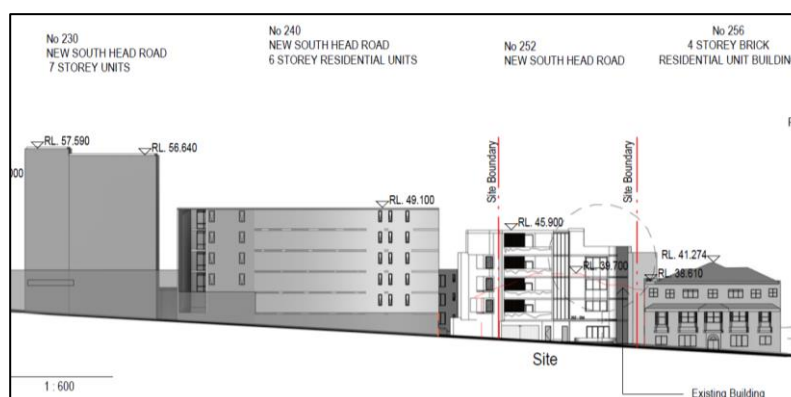 No 230
NEW SOUTH HEAD ROAD
7 STOREY UNITS
No 240
NEW SOUTH HEAD ROAD
6 STOREY RESIDENTIAL UNITS
No 252
NEW SOUTH HEAD ROAD
No 256
4 STOREY BRICK
RESIDENTIAL UNIT BUILDING
RL. 57.590
RL. 56.640
RL. 49.100
Site Boundary
RL. 45.900
Site Boundary
RL. 41.274
RL. 39.700
RL. 38.610
Site
1 : 600
Existing Building